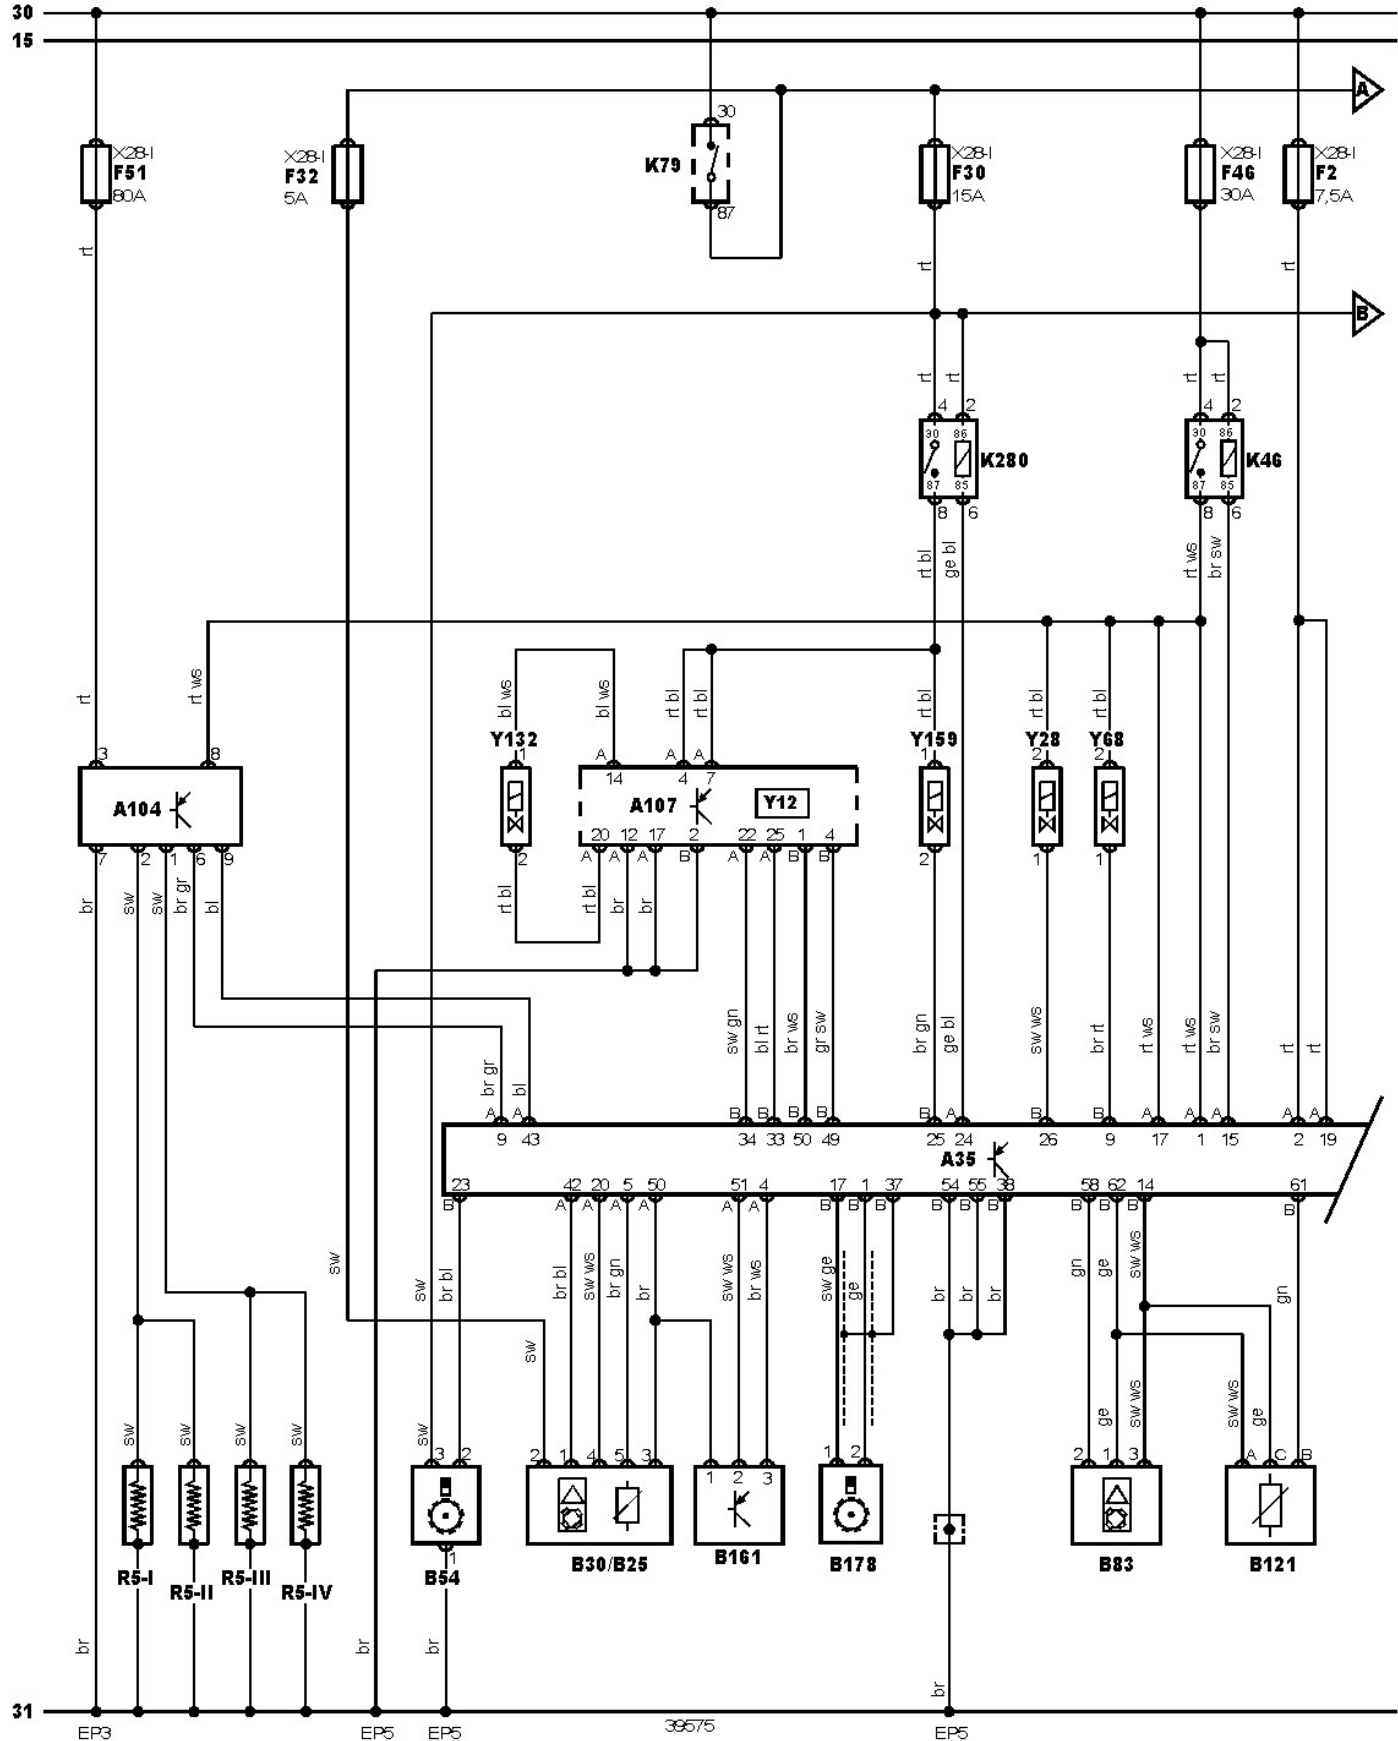 30
15
A
30
X28-I
F51
80A
X28-I
F32
5A
K79
87
X28-I
F30
15A
X28-I
F46
30A
X28-I
F2
7,5A
rt
rt
rt
B
rt
rt
rt
rt
4
2
4
2
30
86
30
86
K280
K46
87
85
87
85
8
6
8
6
rt bl
ge bl
rt ws
br sw
rt
rt ws
bl ws
bl ws
rt bl
rt bl
rt bl
rt bl
rt bl
Y132
Y159
Y28
Y68
3
8
1
A
A
A
1
2
2
14
4
7
A104
A107
Y12
20
12
17
2
22
25
1
4
7
2
1
6
9
2
A
A
A
B
A
A
B
B
2
1
1
br
sw
sw
br gr
bl
rt bl
rt bl
br
br
sw gn
bl rt
br ws
gr sw
br gn
ge bl
sw ws
br rt
rt ws
rt ws
br sw
rt
rt
br gr
bl
A
A
B
B
B
B
B
A
B
B
A
A
A
A
A
9
43
34
33
50
49
25
24
26
9
17
1
15
2
19
A35
23
42
20
5
50
51
4
17
1
37
54
55
38
58
62
14
61
B
A
A
A
A
A
A
B
B
B
B
B
B
B
B
B
B
sw
sw
br bl
br bl
sw ws
br gn
br
sw ws
br ws
sw ge
ge
br
br
br
gn
ge
sw ws
gn
sw
sw
sw
sw
sw
sw
ge
sw ws
sw ws
ge
3
2
2
1
4
5
3
1
2
3
1
2
2
1
3
A
C
B
1
R5-I
R5-II
R5-III
R5-IV
B54
B30/B25
B161
B178
B83
B121
br
br
br
br
31
EP3
EP5
EP5
39575
EP5